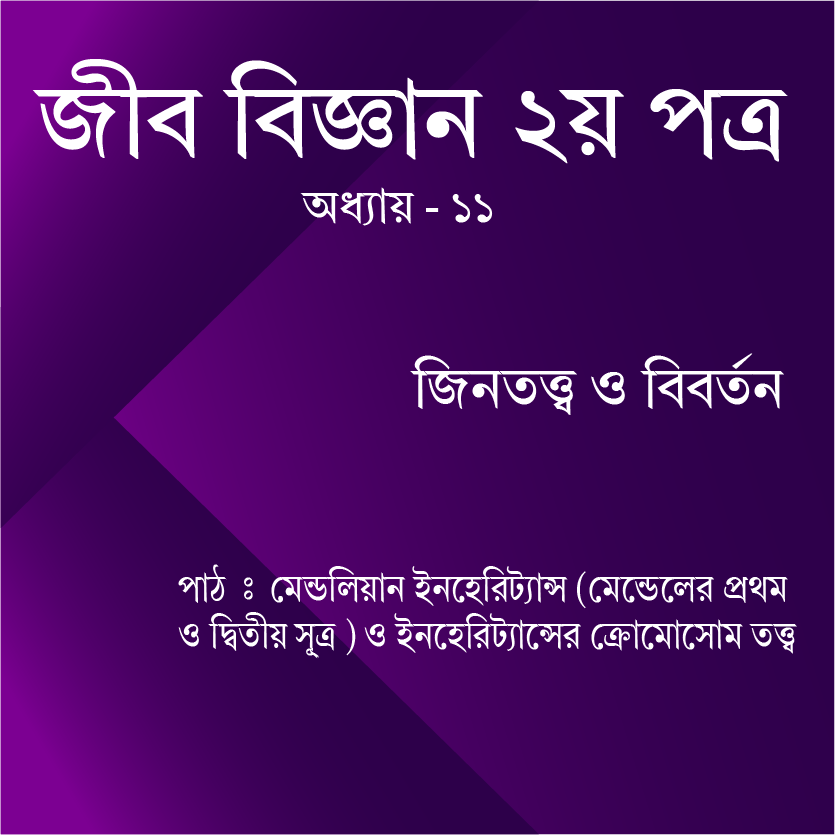 জীব বিজ্ঞান ২য় পত্র
অধ্যায় - ১১
জিনতত্ত্ব ও বিবর্তন
পাঠ ঃ মেন্ডলিয়ান ইনহেরিট্যান্স (মেন্ডেলের প্রথম
ও দ্বিতীয় সূত্র ) ও ইনহেরিট্যান্সের ক্রোমোসোম তত্ত্ব